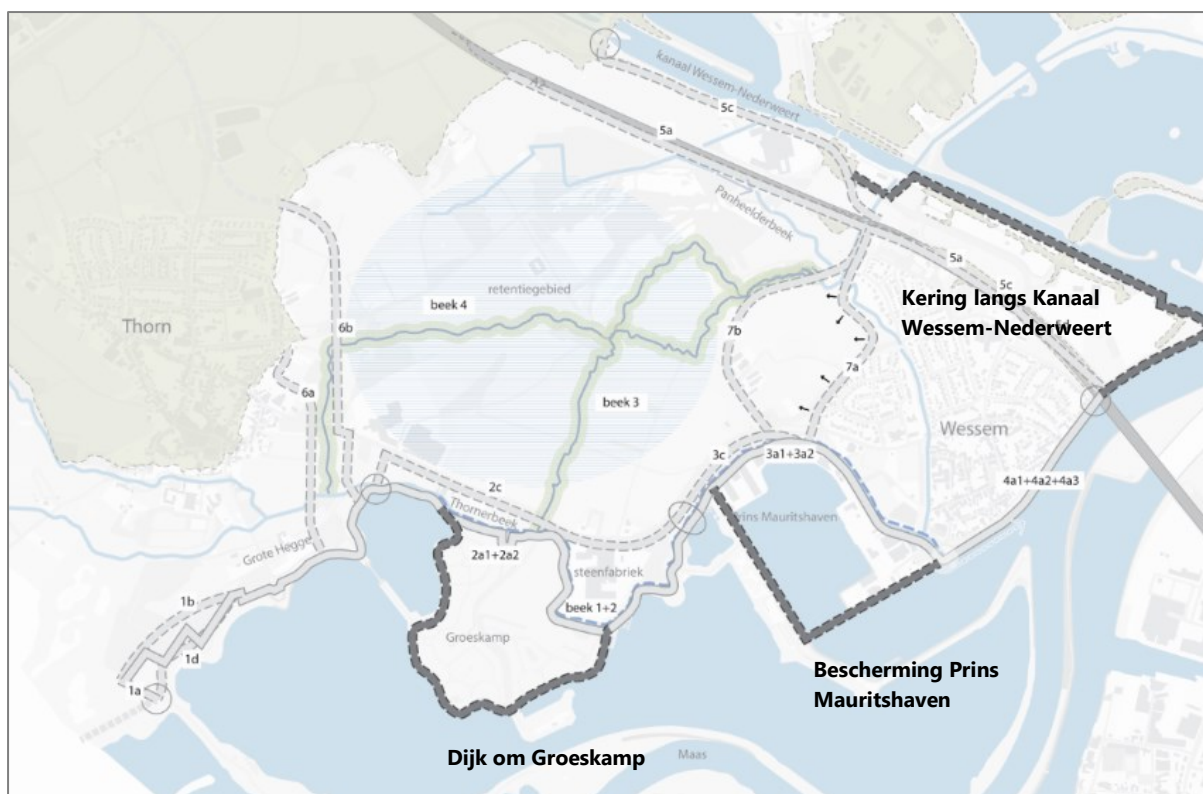 kanaal Wessem-Nederweert
A2
5c
5a
Panheelderbeek
5a
5c
Kering langs Kanaal
Wessem-Nederweert
retentiegebied
beek 4
Thorn
6b
7b
7a
6a
beek 3
Wessem
3c
3a1+3a2
2c
4a1+4a2+4a3
Thornerbeek
Prins Mauritshaven
Grote Hegge
2a1+2a2
steenfabriek
1b
beek 1+2
Groeskamp
1d
Bescherming Prins
Mauritshaven
1a
Dijk om Groeskamp
Maas